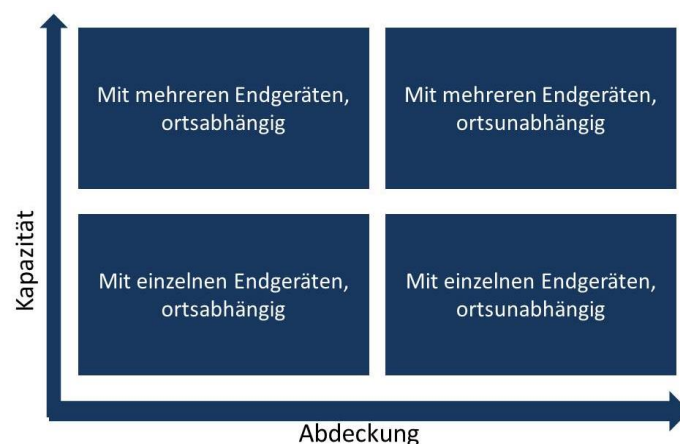 Mit mehreren Endgeräten,
ortsabhängig
Mit mehreren Endgeräten,
ortsunabhängig
Kapazität
Mit einzelnen Endgeräten,
ortsabhängig
Mit einzelnen Endgeräten,
ortsunabhängig
Abdeckung